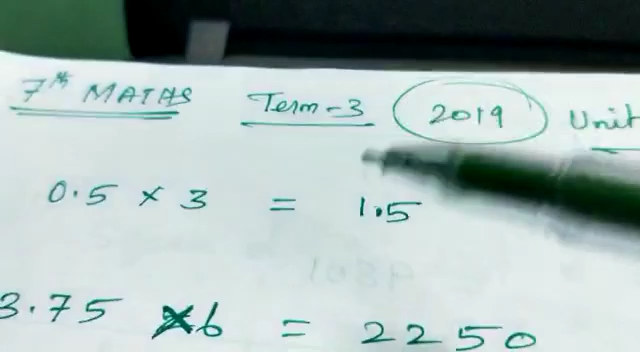 7th MATHS Term-3 2019 Unit
0.5 × 3 = 1.5
3.75 × 6 = 2250